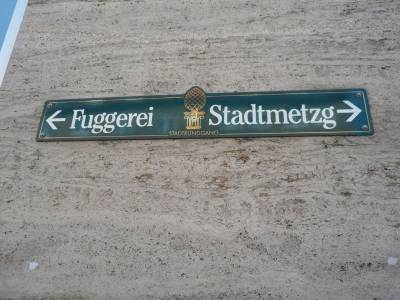 ← Fuggerei Stadtmetzg →
STADTRUNDGANG